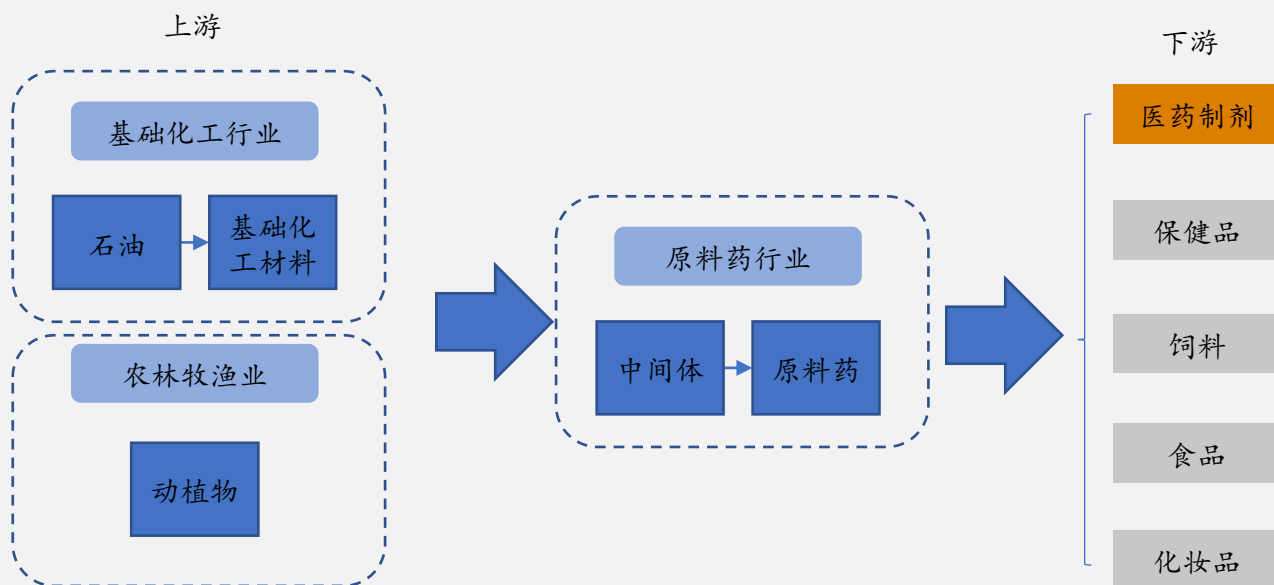 上游
基础化工行业
石油
基础化
工材料
农林牧渔业
动植物
原料药行业
中间体
原料药
下游
医药制剂
保健品
饲料
食品
化妆品